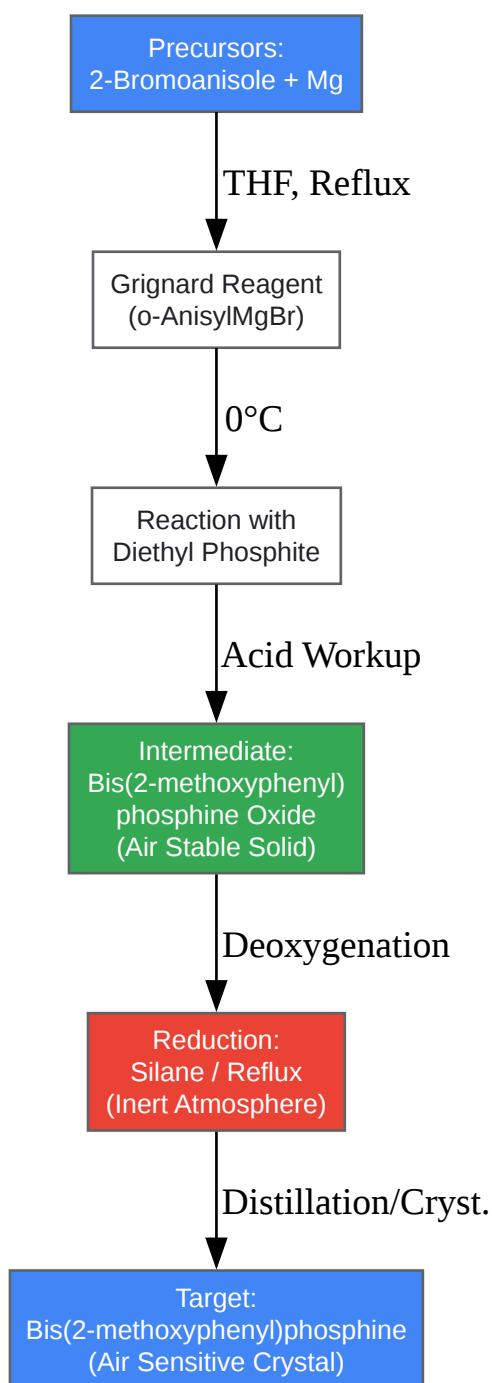 Precursors:
2-Bromoanisole + Mg
THF, Reflux
Grignard Reagent
(o-AnisylMgBr)
0°C
Reaction with
Diethyl Phosphite
Acid Workup
Intermediate:
Bis(2-methoxyphenyl)
phosphine Oxide
(Air Stable Solid)
Deoxygenation
Reduction:
Silane / Reflux
(Inert Atmosphere)
Distillation/Cryst.
Target:
Bis(2-methoxyphenyl)phosphine
(Air Sensitive Crystal)